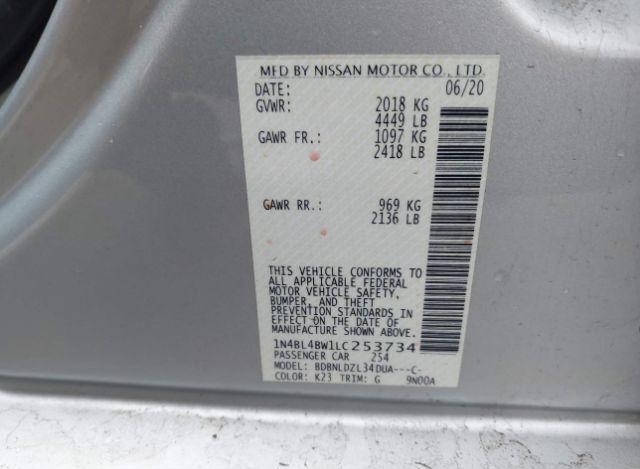 MFD BY NISSAN MOTOR CO., LTD.
DATE: 06/20
GVWR: 2018 KG
4449 LB
GAWR FR.: 1097 KG
2418 LB
GAWR RR.: 969 KG
2136 LB
THIS VEHICLE CONFORMS TO
ALL APPLICABLE FEDERAL
MOTOR VEHICLE SAFETY,
BUMPER, AND THEFT
PREVENTION STANDARDS IN
EFFECT ON THE DATE OF
MANUFACTURE SHOWN ABOVE.
1N4BL4BW1LC253734
PASSENGER CAR 254
MODEL: BDBNLDZL34DUA---C-
COLOR: K23 TRIM: G 9N00A